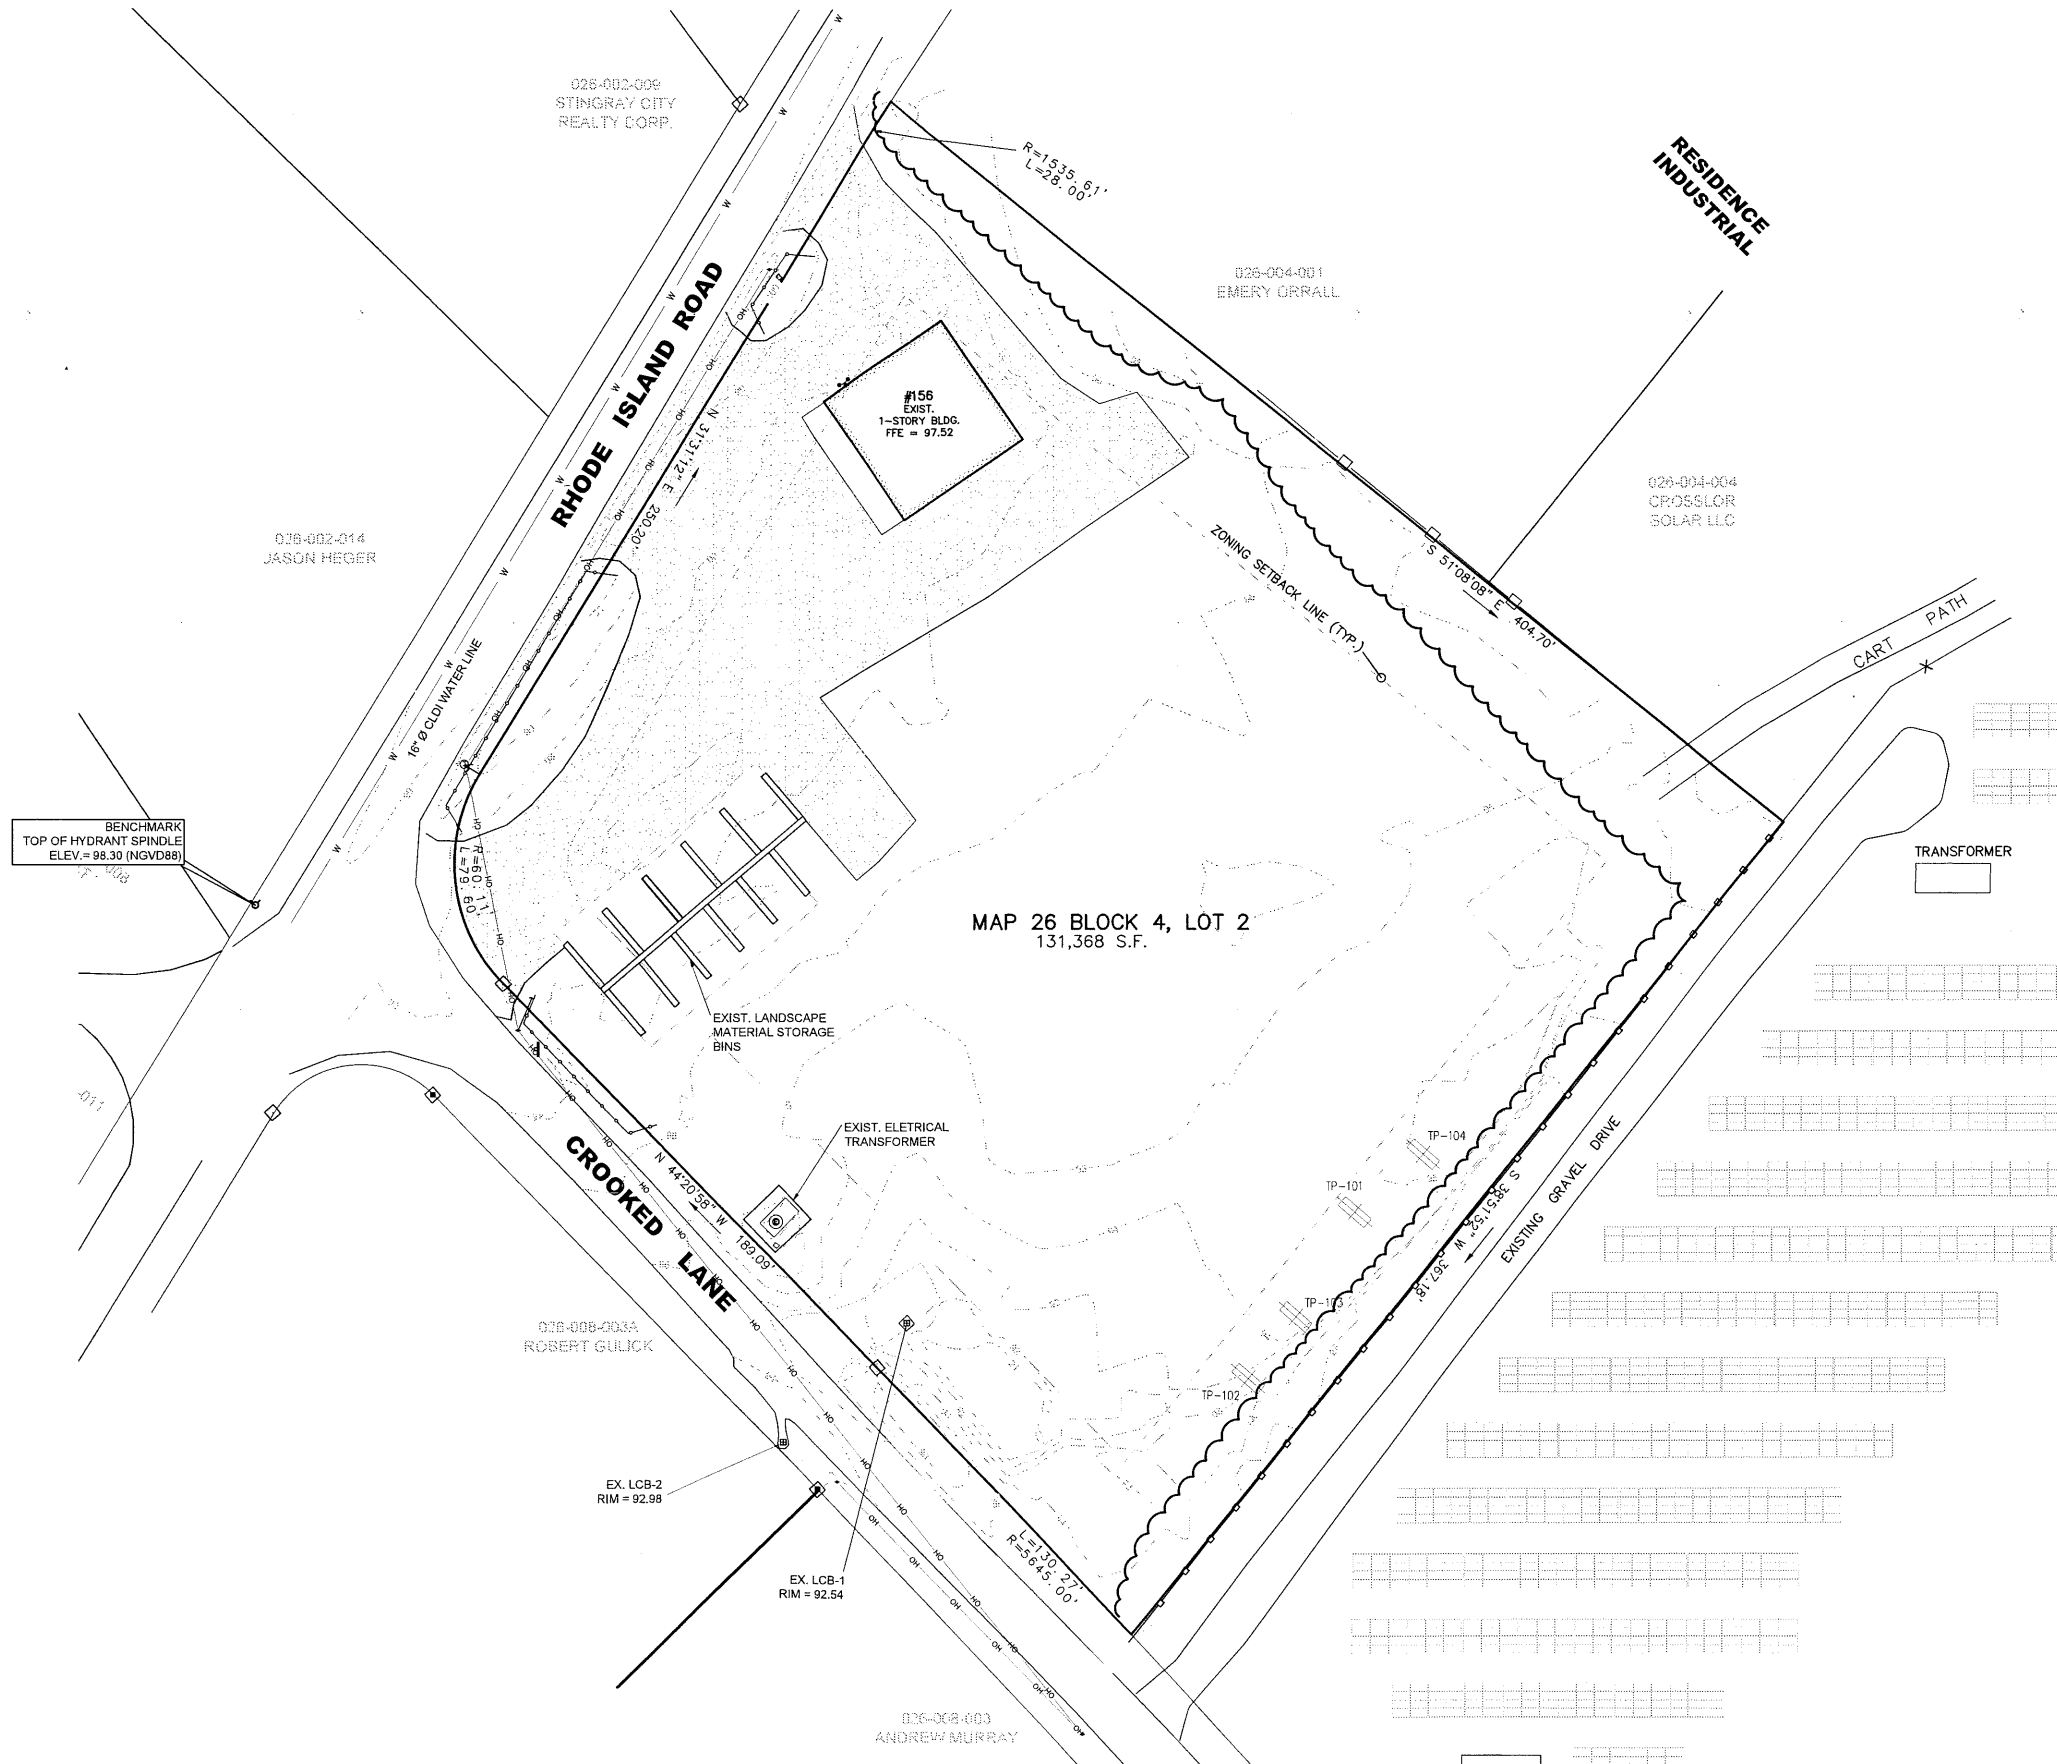 026-002-009
STINGRAY CITY
REALTY CORP.
R=1535.61'
L=28.00'
RESIDENCE
INDUSTRIAL
026-004-001
EMERY ORRALL
RHODE ISLAND ROAD
#156
EXIST.
1-STORY BLDG.
FFE = 97.52
N 31°31'12" E
250.20'
026-002-014
JASON HEGER
026-004-004
CROSSLOR
SOLAR LLC
ZONING SETBACK LINE (TYP.)
S 51°08'08" E
404.70'
CART PATH
16" Ø CLDI WATER LINE
BENCHMARK
TOP OF HYDRANT SPINDLE
ELEV.= 98.30 (NGVD88)
-008
R=60.11'
L=79.60'
TRANSFORMER
MAP 26 BLOCK 4, LOT 2
131,368 S.F.
EXIST. LANDSCAPE
MATERIAL STORAGE
BINS
-011
EXIST. ELETRICAL
TRANSFORMER
CROOKED LANE
N 44°20'58" W
189.09'
TP-104
TP-101
TP-103
TP-102
S 38°51'52" W
367.18'
EXISTING GRAVEL DRIVE
026-008-003A
ROBERT GULICK
EX. LCB-2
RIM = 92.98
EX. LCB-1
RIM = 92.54
L=130.27'
R=5645.00'
026-008-003
ANDREW MURRAY